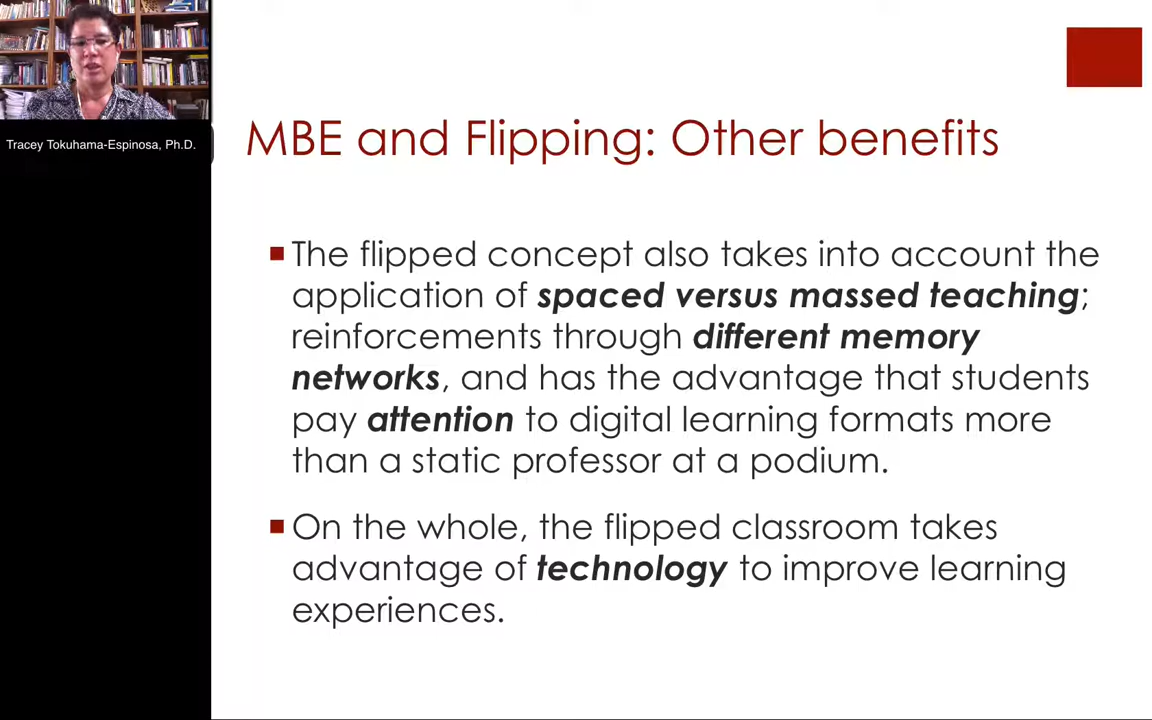 Tracey Tokuhama-Espinosa, Ph.D.
MBE and Flipping: Other benefits
The flipped concept also takes into account the
application of spaced versus massed teaching;
reinforcements through different memory
networks, and has the advantage that students
pay attention to digital learning formats more
than a static professor at a podium.
On the whole, the flipped classroom takes
advantage of technology to improve learning
experiences.